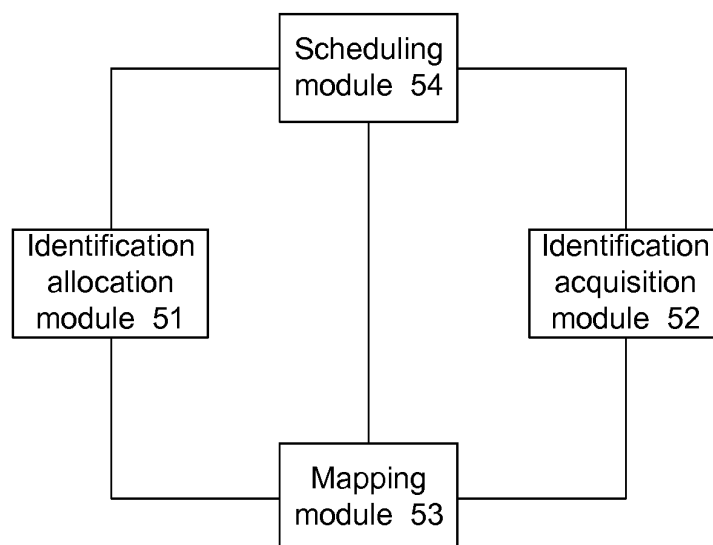 Scheduling
module 54
Identification
allocation
module 51
Identification
acquisition
module 52
Mapping
module 53